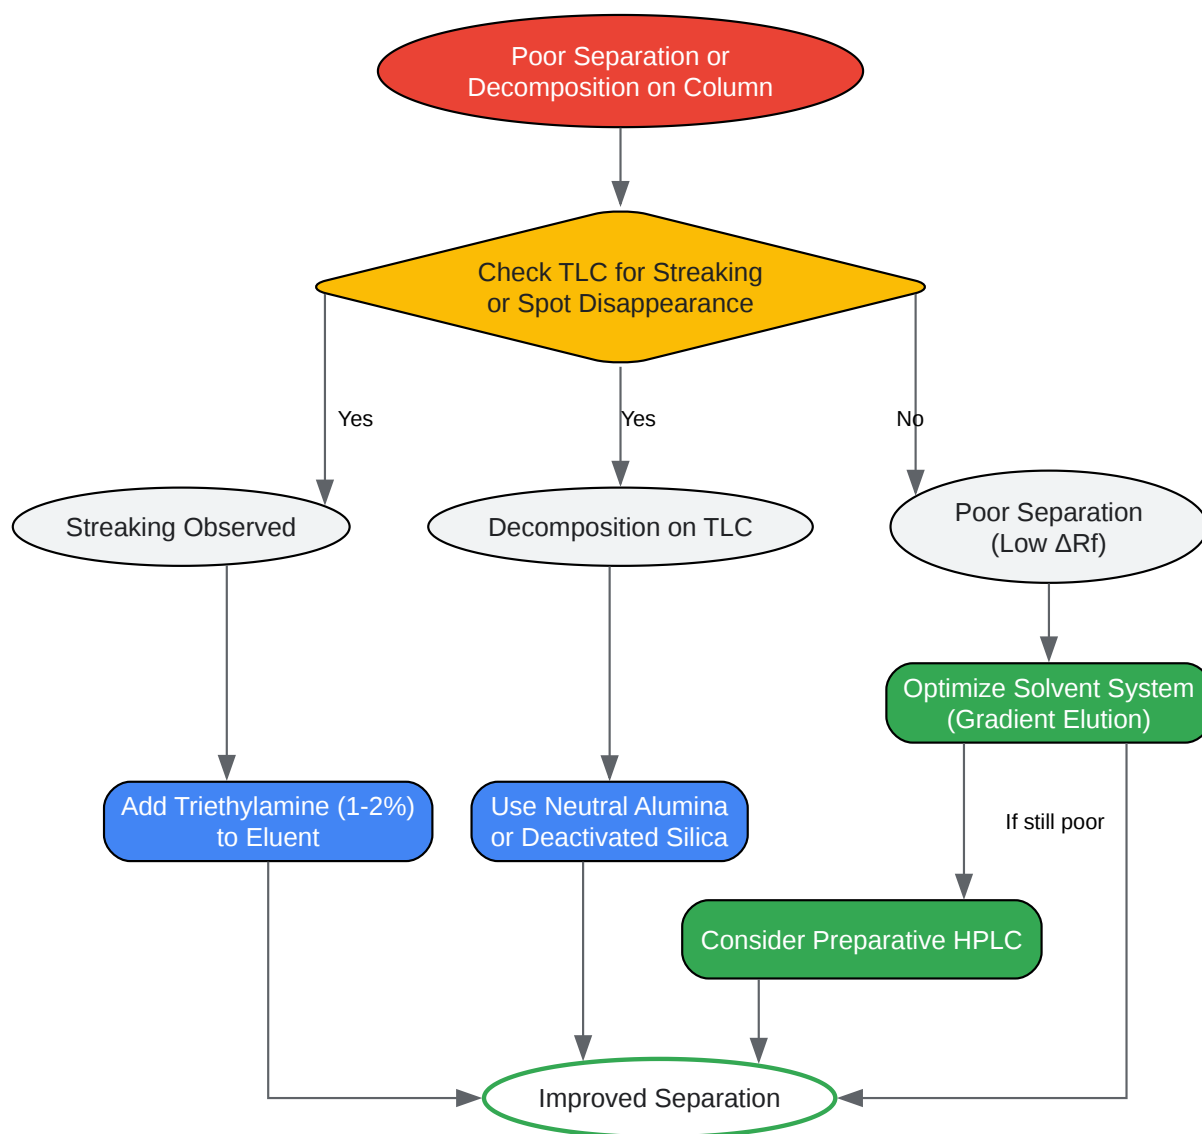 Poor Separation or
Decomposition on Column
Check TLC for Streaking
or Spot Disappearance
Yes
Yes
No
Streaking Observed
Decomposition on TLC
Poor Separation
(Low ΔRf)
Optimize Solvent System
(Gradient Elution)
Add Triethylamine (1-2%)
to Eluent
Use Neutral Alumina
or Deactivated Silica
If still poor
Consider Preparative HPLC
Improved Separation